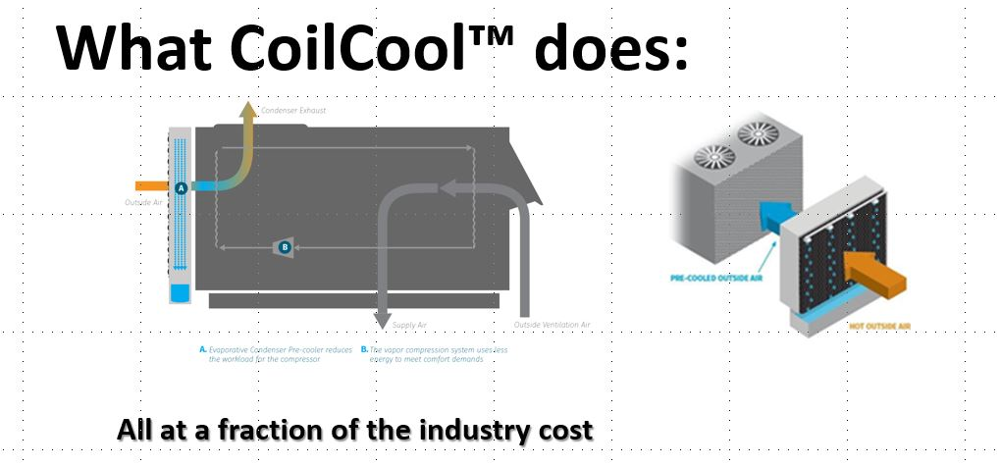 What CoilCool™ does:
Condenser Exhaust
A
Outside Air
B
Supply Air
Outside Ventilation Air
A. Evaporative Condenser Pre-cooler reduces
the workload for the compressor
B. The vapor compression system uses less
energy to meet comfort demands
PRE-COOLED OUTSIDE AIR
HOT OUTSIDE AIR
All at a fraction of the industry cost